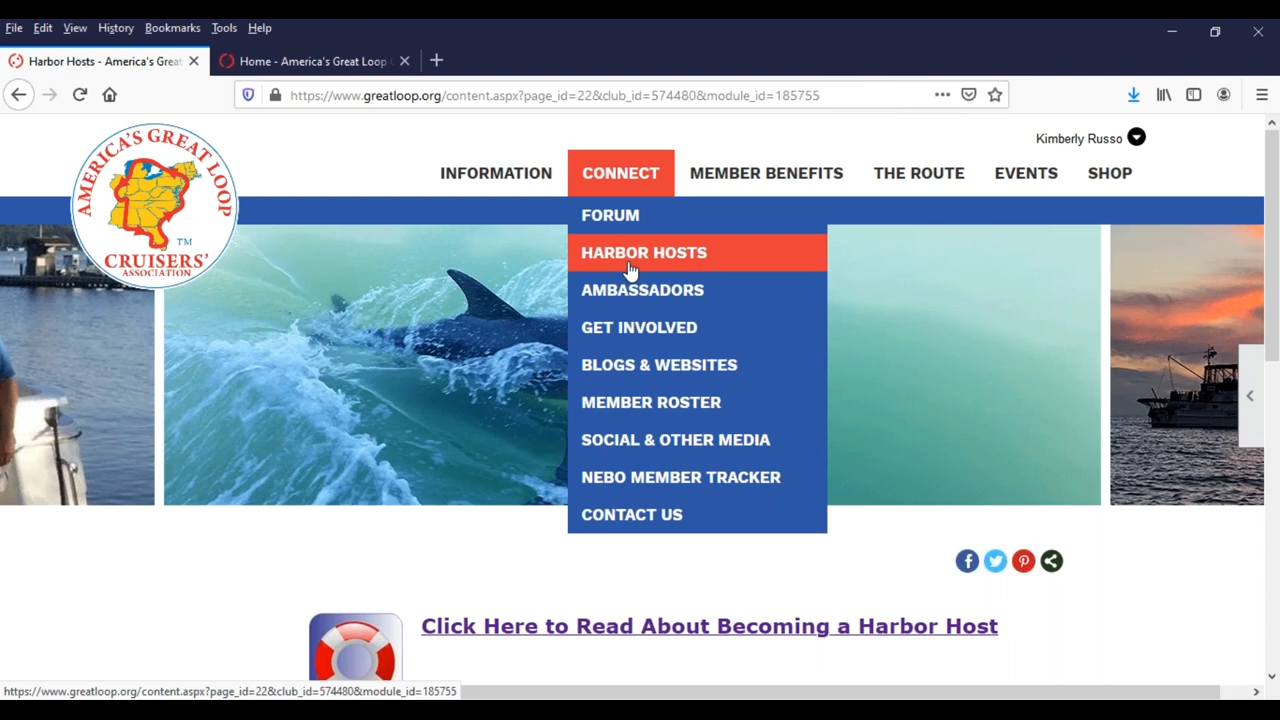 File Edit View History Bookmarks Tools Help
Harbor Hosts - America's Great
Home - America's Great Loop
https://www.greatloop.org/content.aspx?page_id=22&club_id=574480&module_id=185755
Kimberly Russo
AMERICA'S GREAT LOOP
TM
CRUISERS'
ASSOCIATION
INFORMATION CONNECT MEMBER BENEFITS THE ROUTE EVENTS SHOP
FORUM
HARBOR HOSTS
AMBASSADORS
GET INVOLVED
BLOGS & WEBSITES
MEMBER ROSTER
SOCIAL & OTHER MEDIA
NEBO MEMBER TRACKER
CONTACT US
Click Here to Read About Becoming a Harbor Host
https://www.greatloop.org/content.aspx?page_id=22&club_id=574480&module_id=185755